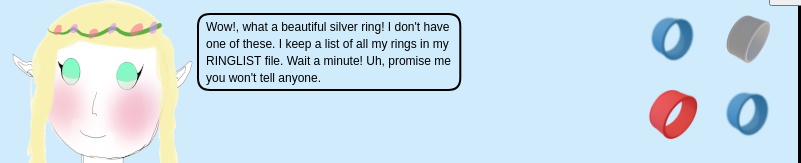 Wow!, what a beautiful silver ring! I don't have
one of these. I keep a list of all my rings in my
RINGLIST file. Wait a minute! Uh, promise me
you won't tell anyone.